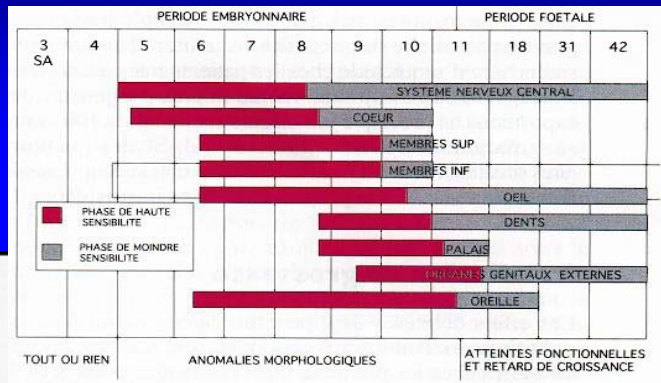 PERIODE EMBRYONNAIRE PERIODE FOETALE
3 4 5 6 7 8 9 10 11 18 31 42
SA
SYSTEME NERVEUX CENTRAL
COEUR
MEMBRES SUP
MEMBRES INF
OEIL
PHASE DE HAUTE
SENSIBILITE
DENTS
PHASE DE MOINDRE
SENSIBILITE
PALAIS
ORGANES GENITAUX EXTERNES
OREILLE
TOUT OU RIEN ANOMALIES MORPHOLOGIQUES ATTEINTES FONCTIONNELLES
ET RETARD DE CROISSANCE